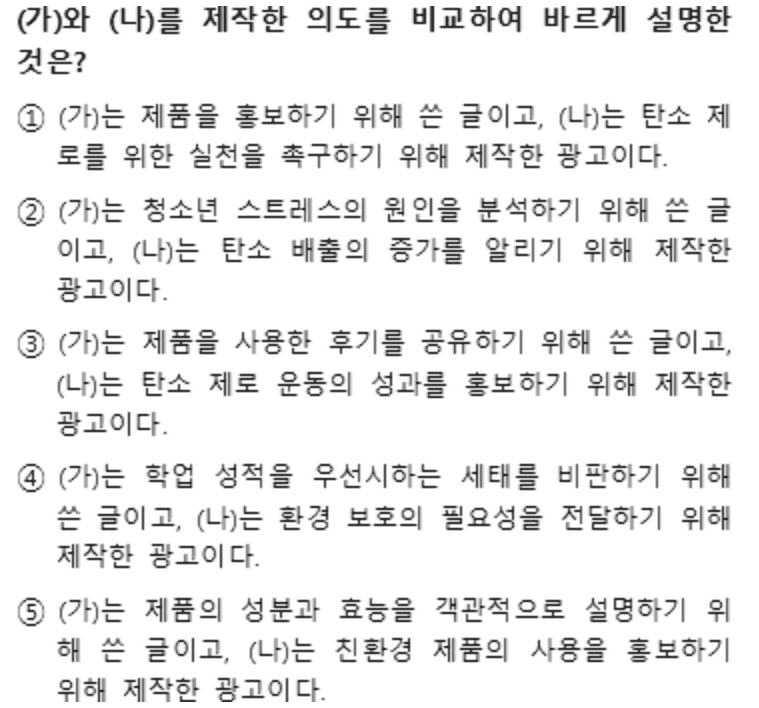 (가)와 (나)를 제작한 의도를 비교하여 바르게 설명한
것은?
① (가)는 제품을 홍보하기 위해 쓴 글이고, (나)는 탄소 제
로를 위한 실천을 촉구하기 위해 제작한 광고이다.
② (가)는 청소년 스트레스의 원인을 분석하기 위해 쓴 글
이고, (나)는 탄소 배출의 증가를 알리기 위해 제작한
광고이다.
③ (가)는 제품을 사용한 후기를 공유하기 위해 쓴 글이고,
(나)는 탄소 제로 운동의 성과를 홍보하기 위해 제작한
광고이다.
④ (가)는 학업 성적을 우선시하는 세태를 비판하기 위해
쓴 글이고, (나)는 환경 보호의 필요성을 전달하기 위해
제작한 광고이다.
⑤ (가)는 제품의 성분과 효능을 객관적으로 설명하기 위
해 쓴 글이고, (나)는 친환경 제품의 사용을 홍보하기
위해 제작한 광고이다.